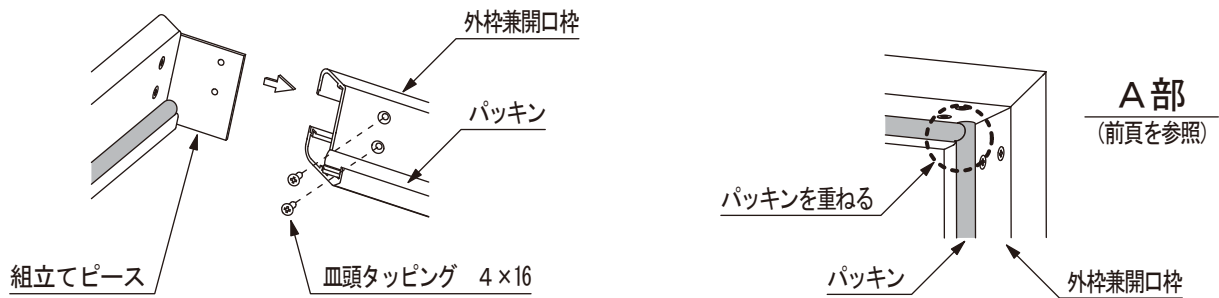 外枠兼開口枠
パッキン
組立てピース
皿頭タッピング 4×16
A部
(前頁を参照)
パッキンを重ねる
パッキン
外枠兼開口枠